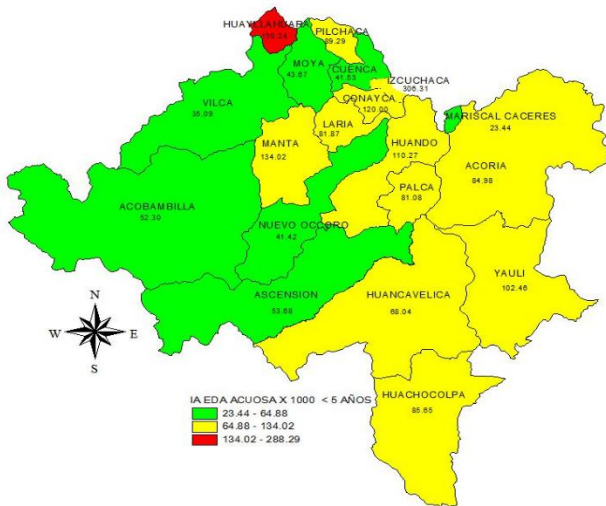 HUAYLLAHUARA
PILCHACA
89.29
MOYA
43.67
CUENCA
41.53
IZCUCHACA
306.31
CONAYCA
120.00
MARISCAL CACERES
23.44
VILCA
35.09
LARIA
81.87
MANTA
134.02
HUANDO
110.27
ACORIA
84.98
PALCA
81.08
ACOBAMBILLA
52.30
NUEVO OCCORO
41.42
YAULI
102.46
ASCENSION
53.68
HUANCAVELICA
68.04
N
W E
S
HUACHOCOLPA
85.65
IA EDA ACUOSA X 1000 < 5 AÑOS
23.44 - 64.88
64.88 - 134.02
134.02 - 288.29